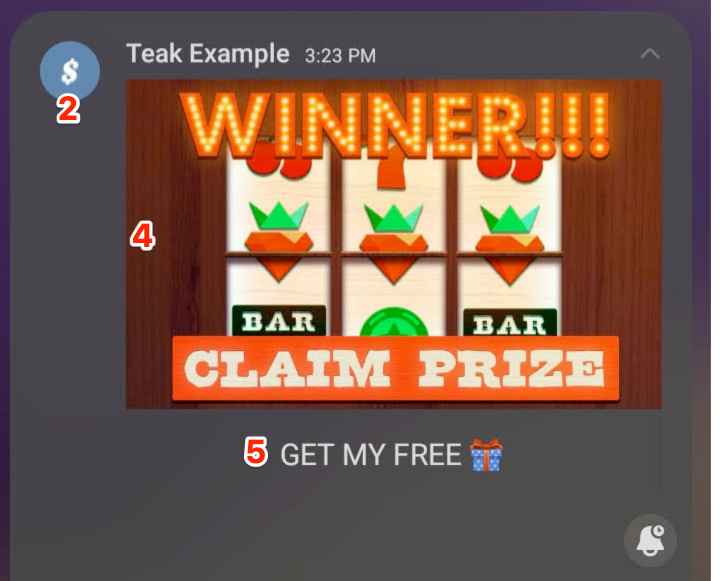 Teak Example 3:23 PM
$
2
WINNER!!!
4
BAR
BAR
CLAIM PRIZE
5 GET MY FREE 🎁